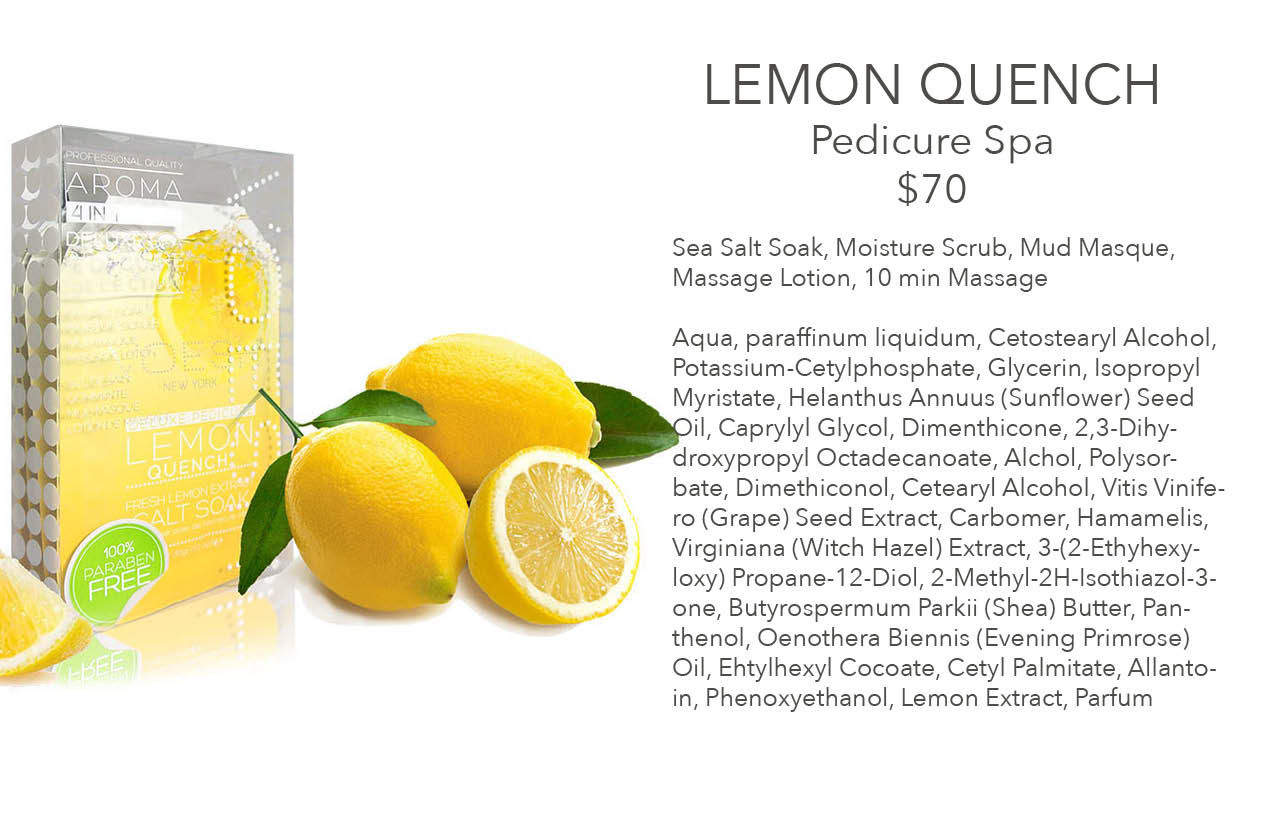 LEMON QUENCH
Pedicure Spa
$70
Sea Salt Soak, Moisture Scrub, Mud Masque,
Massage Lotion, 10 min Massage
Aqua, paraffinum liquidum, Cetostearyl Alcohol,
Potassium-Cetylphosphate, Glycerin, Isopropyl
Myristate, Helanthus Annuus (Sunflower) Seed
Oil, Caprylyl Glycol, Dimenthicone, 2,3-Dihy-
droxypropyl Octadecanoate, Alchol, Polysor-
bate, Dimethiconol, Cetearyl Alcohol, Vitis Vinife-
ro (Grape) Seed Extract, Carbomer, Hamamelis,
Virginiana (Witch Hazel) Extract, 3-(2-Ethyhexy-
loxy) Propane-12-Diol, 2-Methyl-2H-Isothiazol-3-
one, Butyrospermum Parkii (Shea) Butter, Pan-
thenol, Oenothera Biennis (Evening Primrose)
Oil, Ehtylhexyl Cocoate, Cetyl Palmitate, Allanto-
in, Phenoxyethanol, Lemon Extract, Parfum
PROFESSIONAL QUALITY
AROMA
4 IN 1
DELUXE
NEW YORK
DELUXE PEDICURE
LEMON
QUENCH
FRESH LEMON EXTRACT
SALT SOAK
100%
PARABEN
FREE